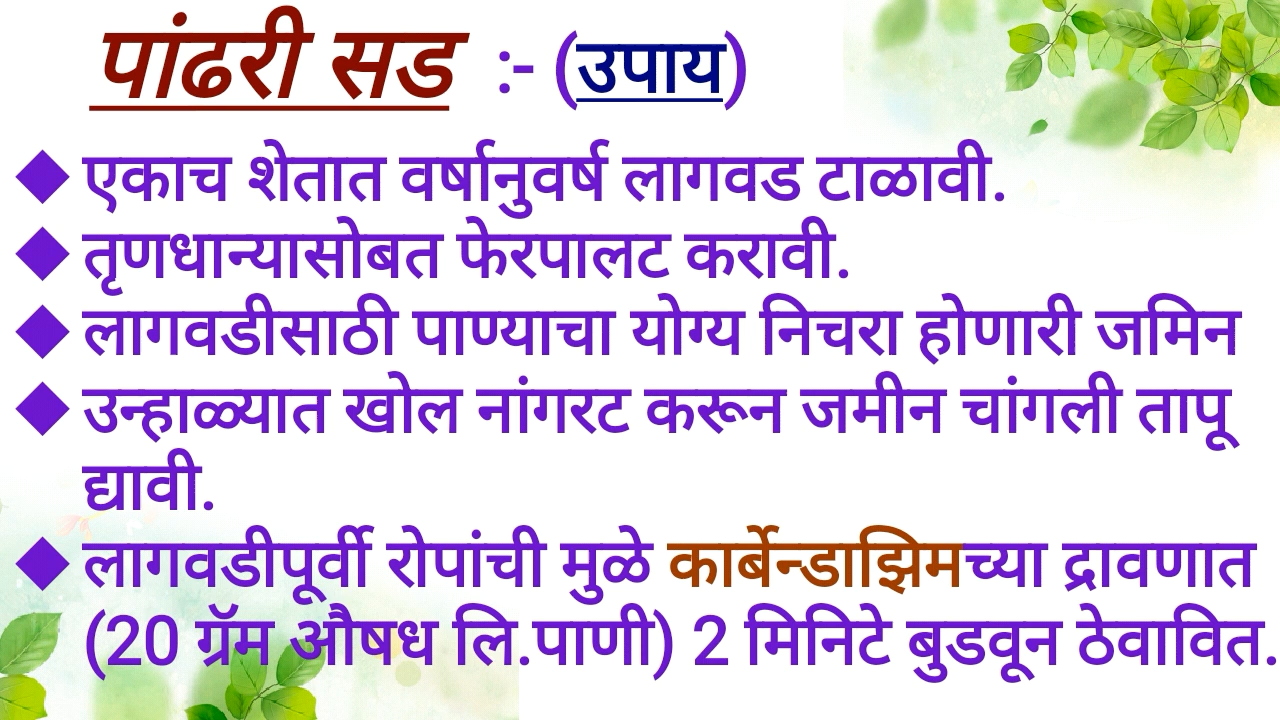 पांढरी सड :- (उपाय)
◆ एकाच शेतात वर्षानुवर्ष लागवड टाळावी.
◆ तृणधान्यासोबत फेरपालट करावी.
◆ लागवडीसाठी पाण्याचा योग्य निचरा होणारी जमिन
◆ उन्हाळ्यात खोल नांगरट करून जमीन चांगली तापू
द्यावी.
◆ लागवडीपूर्वी रोपांची मुळे कार्बेन्डाझिमच्या द्रावणात
(20 ग्रॅम औषध लि.पाणी) 2 मिनिटे बुडवून ठेवावित.